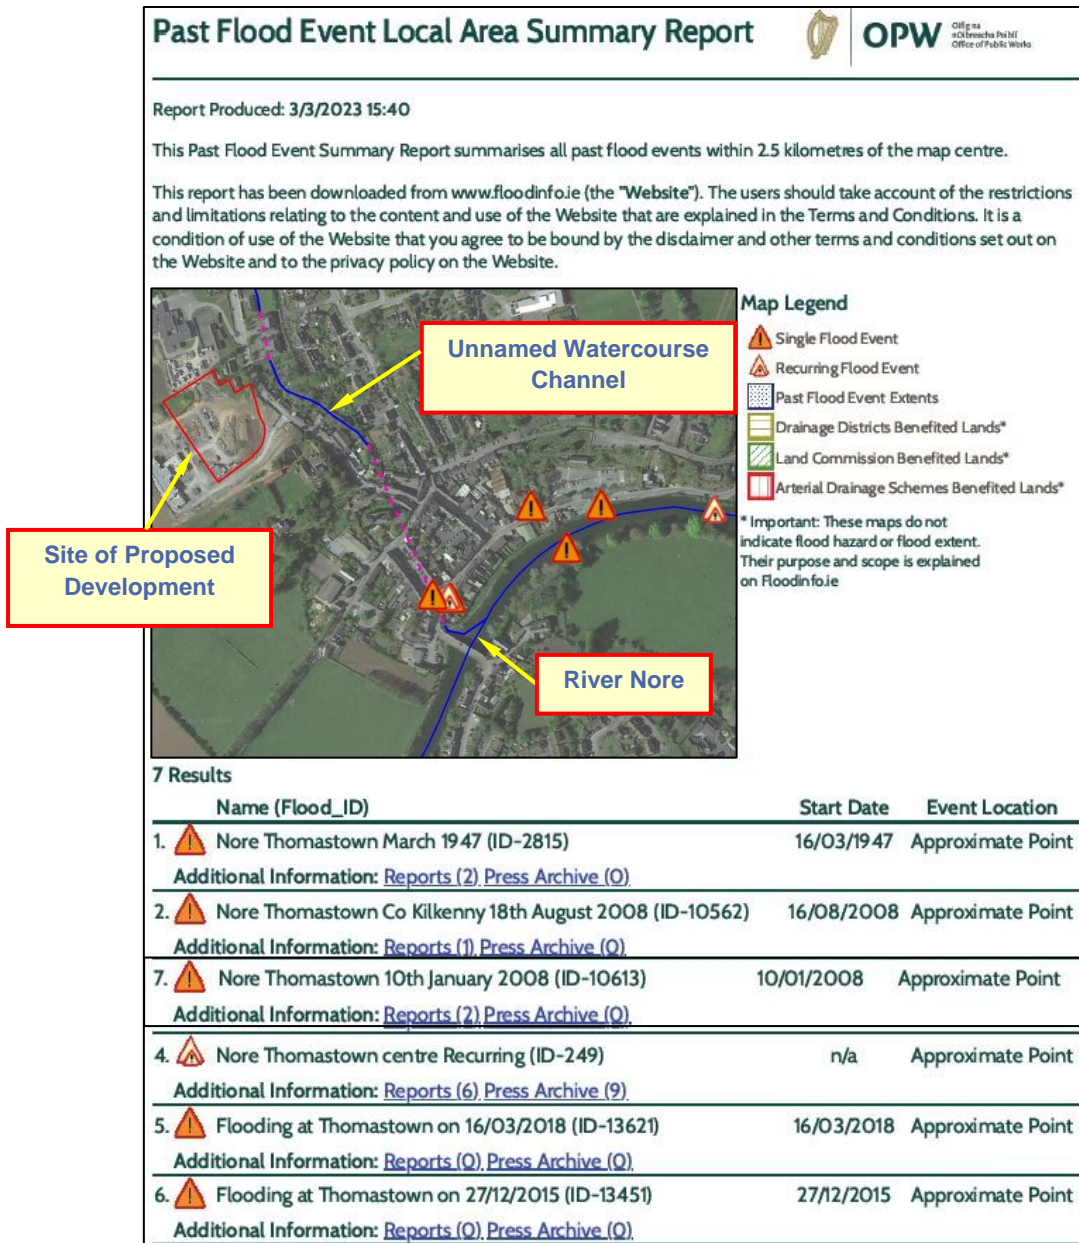 Past Flood Event Local Area Summary Report
OPW
Oifig na
nOibreacha Poiblí
Office of Public Works
Report Produced: 3/3/2023 15:40
This Past Flood Event Summary Report summarises all past flood events within 2.5 kilometres of the map centre.
This report has been downloaded from www.floodinfo.ie (the "Website"). The users should take account of the restrictions
and limitations relating to the content and use of the Website that are explained in the Terms and Conditions. It is a
condition of use of the Website that you agree to be bound by the disclaimer and other terms and conditions set out on
the Website and to the privacy policy on the Website.
Unnamed Watercourse
Channel
Site of Proposed
Development
River Nore
Map Legend
Single Flood Event
Recurring Flood Event
Past Flood Event Extents
Drainage Districts Benefited Lands*
Land Commission Benefited Lands*
Arterial Drainage Schemes Benefited Lands*
* Important: These maps do not
indicate flood hazard or flood extent.
Their purpose and scope is explained
on Floodinfo.ie
7 Results
Name (Flood_ID) Start Date Event Location
1. Nore Thomastown March 1947 (ID-2815) 16/03/1947 Approximate Point
Additional Information: Reports (2) Press Archive (0)
2. Nore Thomastown Co Kilkenny 18th August 2008 (ID-10562) 16/08/2008 Approximate Point
Additional Information: Reports (1) Press Archive (0)
7. Nore Thomastown 10th January 2008 (ID-10613) 10/01/2008 Approximate Point
Additional Information: Reports (2) Press Archive (0)
4. Nore Thomastown centre Recurring (ID-249) n/a Approximate Point
Additional Information: Reports (6) Press Archive (9)
5. Flooding at Thomastown on 16/03/2018 (ID-13621) 16/03/2018 Approximate Point
Additional Information: Reports (0) Press Archive (0)
6. Flooding at Thomastown on 27/12/2015 (ID-13451) 27/12/2015 Approximate Point
Additional Information: Reports (0) Press Archive (0)